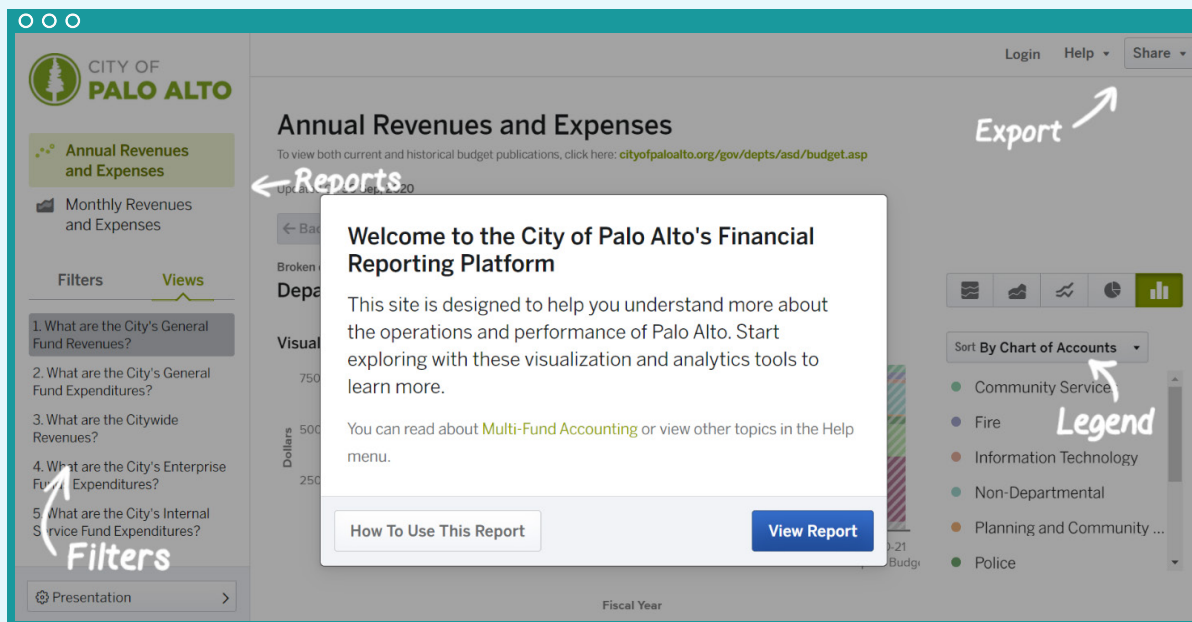 CITY OF
PALO ALTO
Login Help Share
Export
Annual Revenues
and Expenses
Monthly Revenues
and Expenses
Reports
Filters Views
1. What are the City's General
Fund Revenues?
2. What are the City's General
Fund Expenditures?
3. What are the Citywide
Revenues?
4. What are the City's Enterprise
Expenditures?
5. What are the City's Internal
Service Fund Expenditures?
Filters
Presentation
Annual Revenues and Expenses
To view both current and historical budget publications, click here: cityofpaloalto.org/gov/depts/asd/budget.asp
Sep, 2020
Broken
Welcome to the City of Palo Alto's Financial
Reporting Platform
This site is designed to help you understand more about
the operations and performance of Palo Alto. Start
exploring with these visualization and analytics tools to
learn more.
You can read about Multi-Fund Accounting or view other topics in the Help
menu.
How To Use This Report
View Report
750
500
250
Dollars
Fiscal Year
Sort By Chart of Accounts
Legend
Community Service
Fire
Information Technology
Non-Departmental
Planning and Community ...
Police